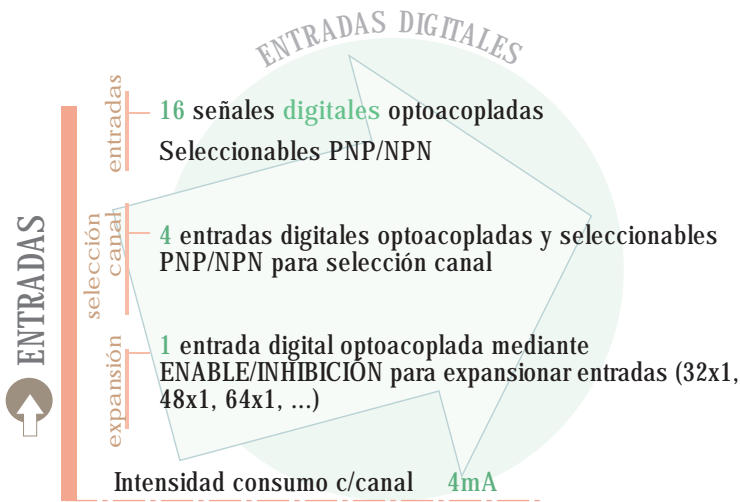 ENTRADAS DIGITALES
ENTRADAS
entradas
16 señales digitales optoacopladas
Seleccionables PNP/NPN
selección
canal
4 entradas digitales optoacopladas y seleccionables
PNP/NPN para selección canal
expansión
1 entrada digital optoacoplada mediante
ENABLE/INHIBICIÓN para expansionar entradas (32x1,
48x1, 64x1, ...)
Intensidad consumo c/canal 4mA